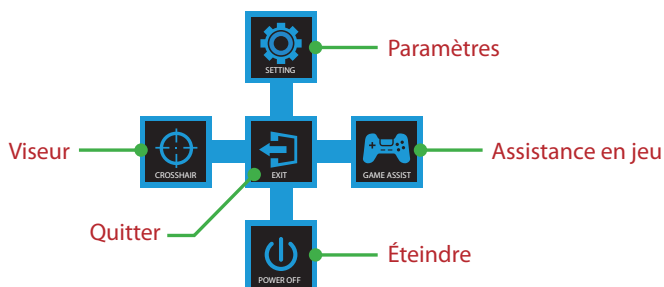 Paramètres
SETTING
Viseur
CROSSHAIR
EXIT
GAME ASSIST
Assistance en jeu
Quitter
Éteindre
POWER OFF